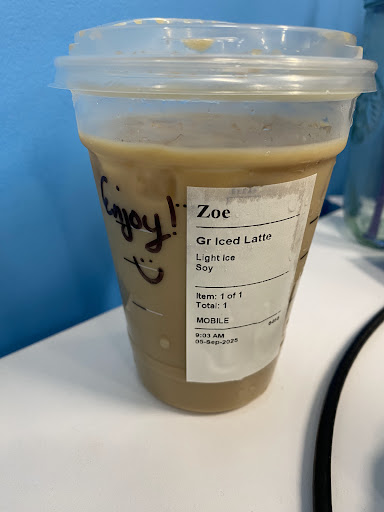 Enjoy!
Zoe
Gr Iced Latte
Light Ice
Soy
Item: 1 of 1
Total: 1
MOBILE
9:03 AM
05-Sep-2025